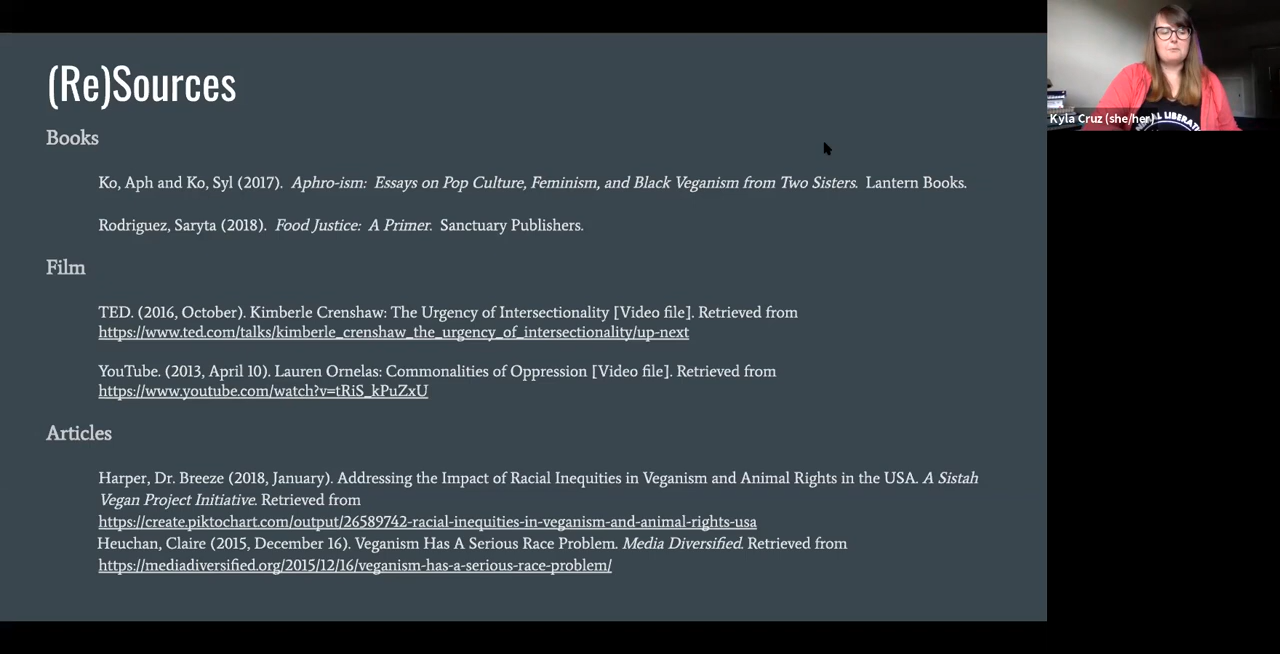 (Re)Sources
Books
Ko, Aph and Ko, Syl (2017).  Aphro-ism:  Essays on Pop Culture, Feminism, and Black Veganism from Two Sisters.  Lantern Books.
Rodriguez, Saryta (2018).  Food Justice:  A Primer.  Sanctuary Publishers.
Film
TED. (2016, October). Kimberle Crenshaw: The Urgency of Intersectionality [Video file]. Retrieved from
https://www.ted.com/talks/kimberle_crenshaw_the_urgency_of_intersectionality/up-next
YouTube. (2013, April 10). Lauren Ornelas: Commonalities of Oppression [Video file]. Retrieved from
https://www.youtube.com/watch?v=tRiS_kPuZxU
Articles
Harper, Dr. Breeze (2018, January). Addressing the Impact of Racial Inequities in Veganism and Animal Rights in the USA. A Sistah
Vegan Project Initiative. Retrieved from
https://create.piktochart.com/output/26589742-racial-inequities-in-veganism-and-animal-rights-usa
Heuchan, Claire (2015, December 16). Veganism Has A Serious Race Problem. Media Diversified. Retrieved from
https://mediadiversified.org/2015/12/16/veganism-has-a-serious-race-problem/
Kyla Cruz (she/her)